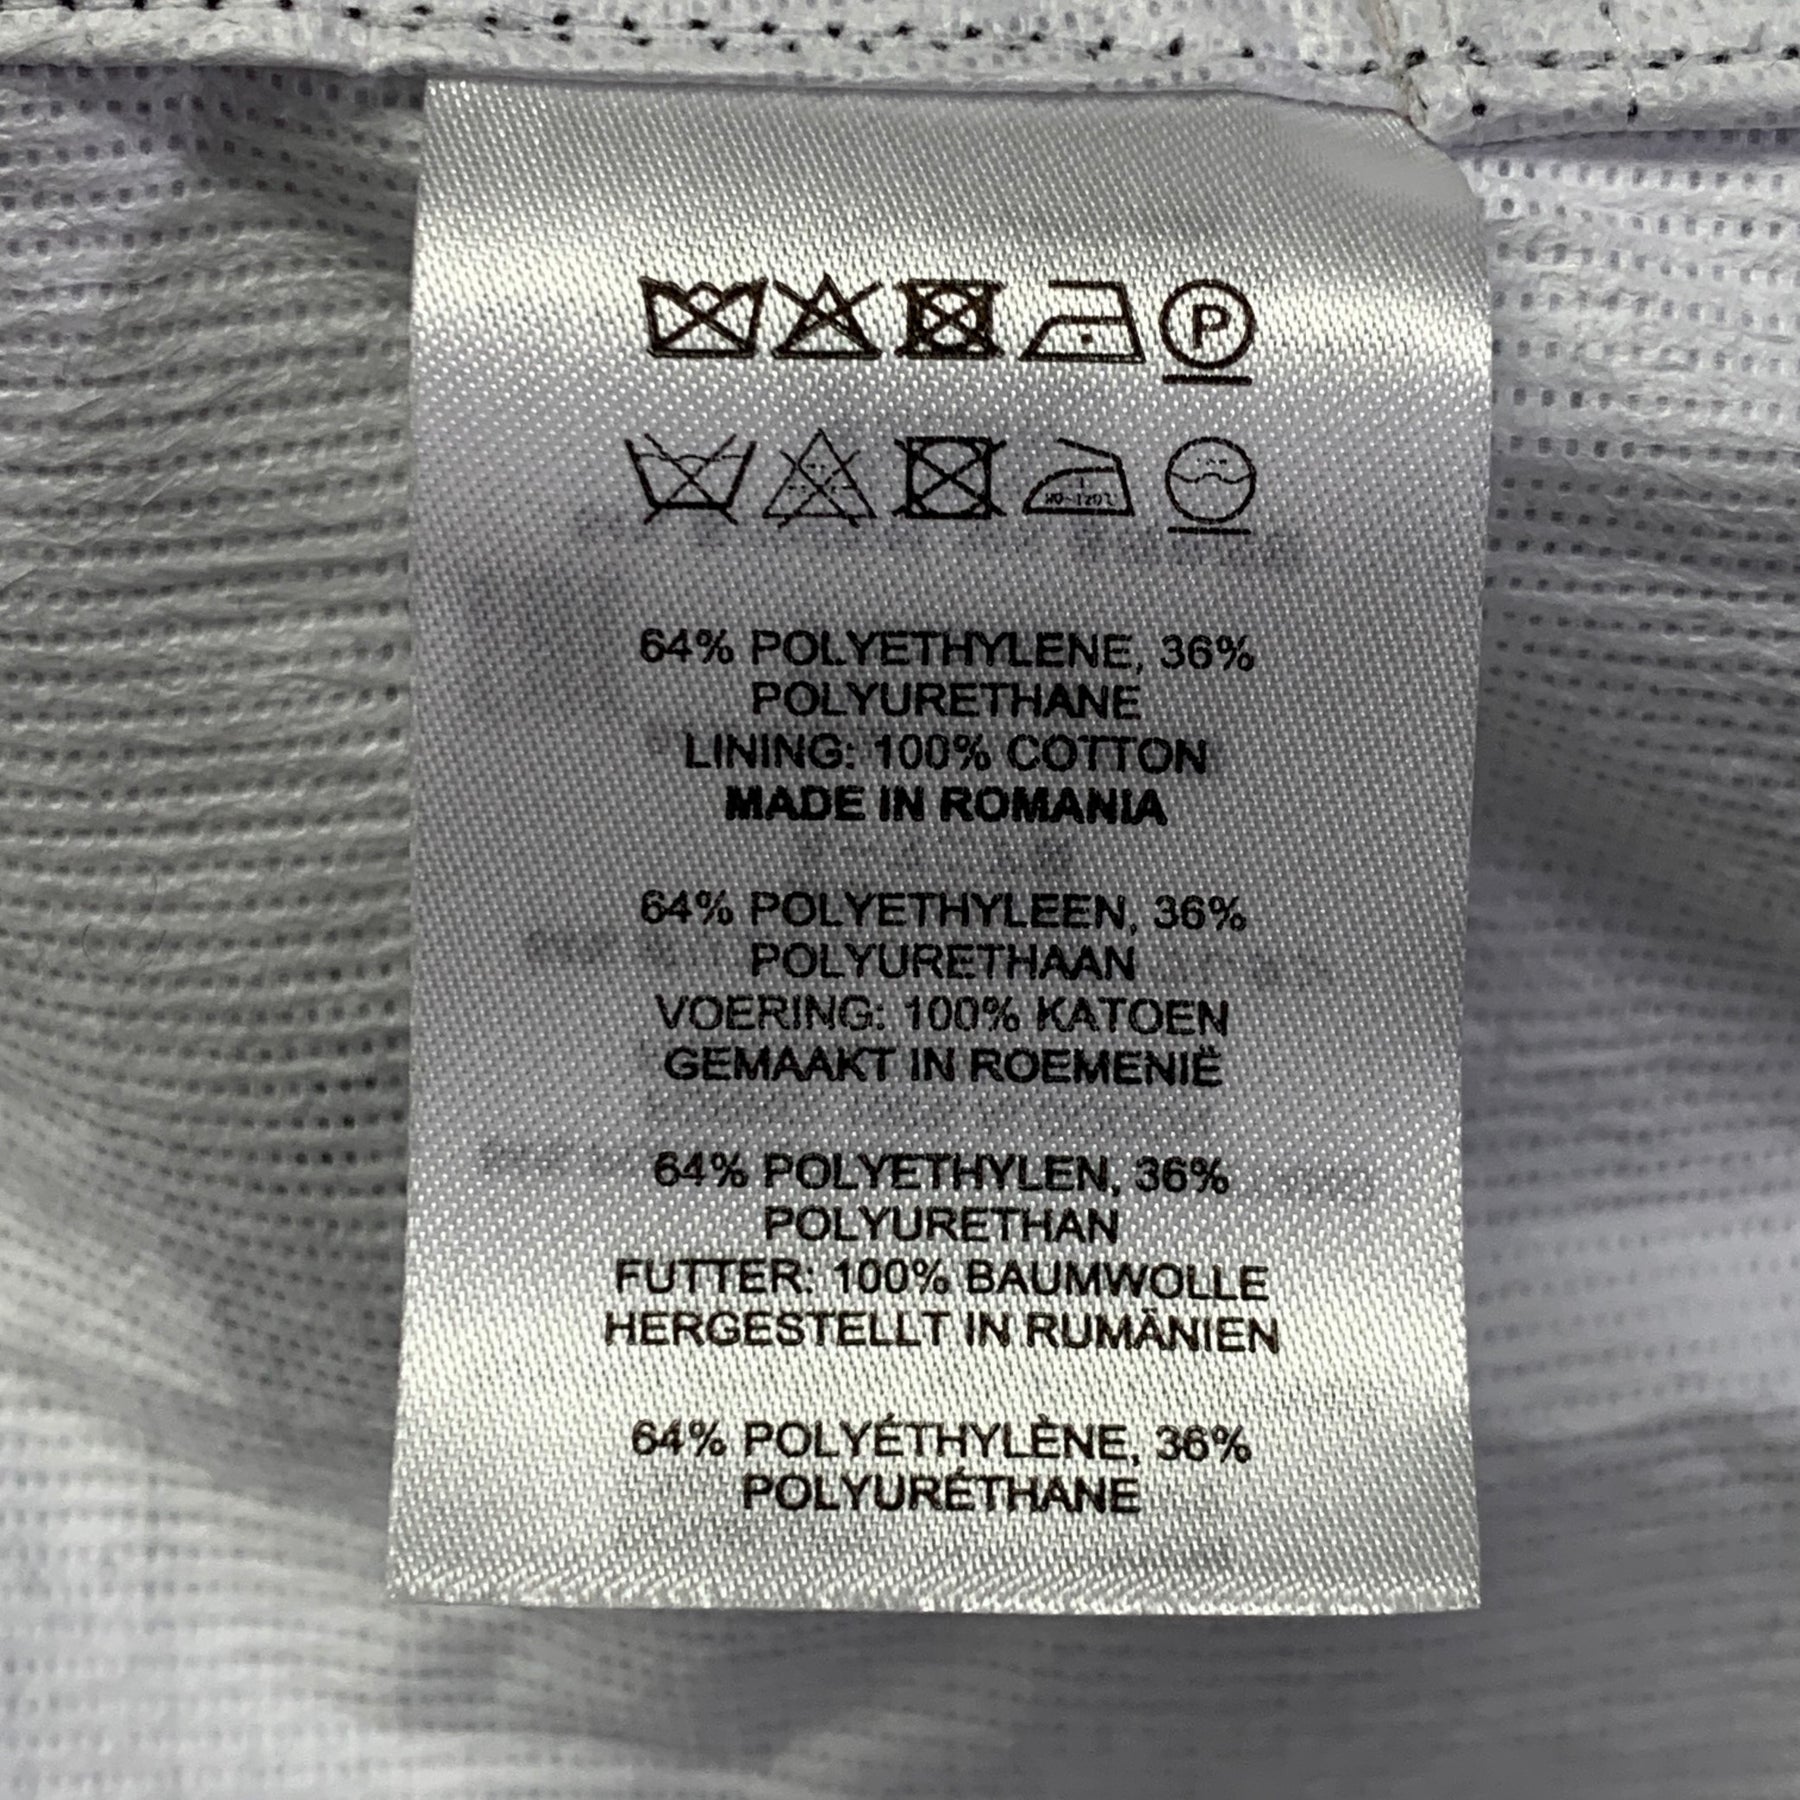 P
64% POLYETHYLENE, 36%
POLYURETHANE
LINING: 100% COTTON
MADE IN ROMANIA
64% POLYETHYLEEN, 36%
POLYURETHAAN
VOERING: 100% KATOEN
GEMAAKT IN ROEMENIË
64% POLYETHYLEN, 36%
POLYURETHAN
FUTTER: 100% BAUMWOLLE
HERGESTELLT IN RUMÄNIEN
64% POLYÉTHYLÈNE, 36%
POLYURÉTHANE